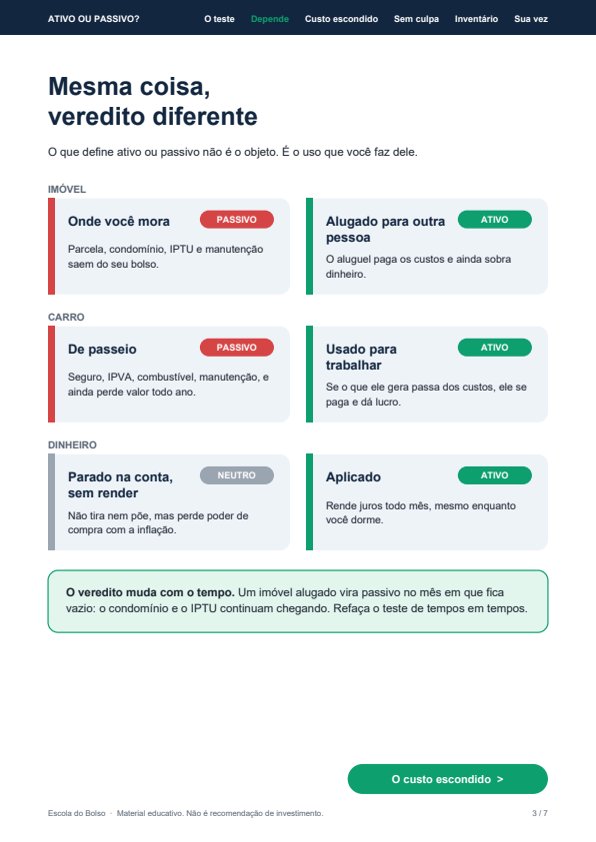 ATIVO OU PASSIVO?
O teste
Depende
Custo escondido
Sem culpa
Inventário
Sua vez
Mesma coisa,
veredito diferente
O que define ativo ou passivo não é o objeto. É o uso que você faz dele.
IMÓVEL
Onde você mora
PASSIVO
Parcela, condomínio, IPTU e manutenção
saem do seu bolso.
Alugado para outra
pessoa
ATIVO
O aluguel paga os custos e ainda sobra
dinheiro.
CARRO
De passeio
PASSIVO
Seguro, IPVA, combustível, manutenção, e
ainda perde valor todo ano.
Usado para
trabalhar
ATIVO
Se o que ele gera passa dos custos, ele se
paga e dá lucro.
DINHEIRO
Parado na conta,
sem render
NEUTRO
Não tira nem põe, mas perde poder de
compra com a inflação.
Aplicado
ATIVO
Rende juros todo mês, mesmo enquanto
você dorme.
O veredito muda com o tempo. Um imóvel alugado vira passivo no mês em que fica
vazio: o condomínio e o IPTU continuam chegando. Refaça o teste de tempos em tempos.
O custo escondido >
Escola do Bolso · Material educativo. Não é recomendação de investimento.
3 / 7